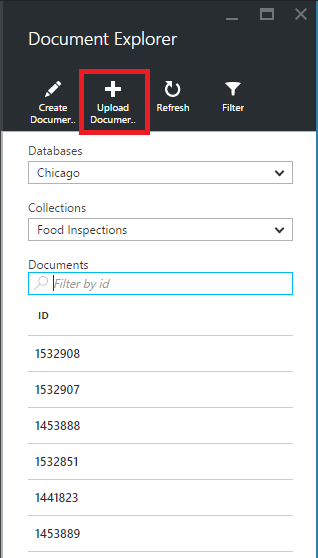 Document Explorer
Create Documer..
Upload Documer..
Refresh
Filter
Databases
Chicago
Collections
Food Inspections
Documents
Filter by id
ID
1532908
1532907
1453888
1532851
1441823
1453889